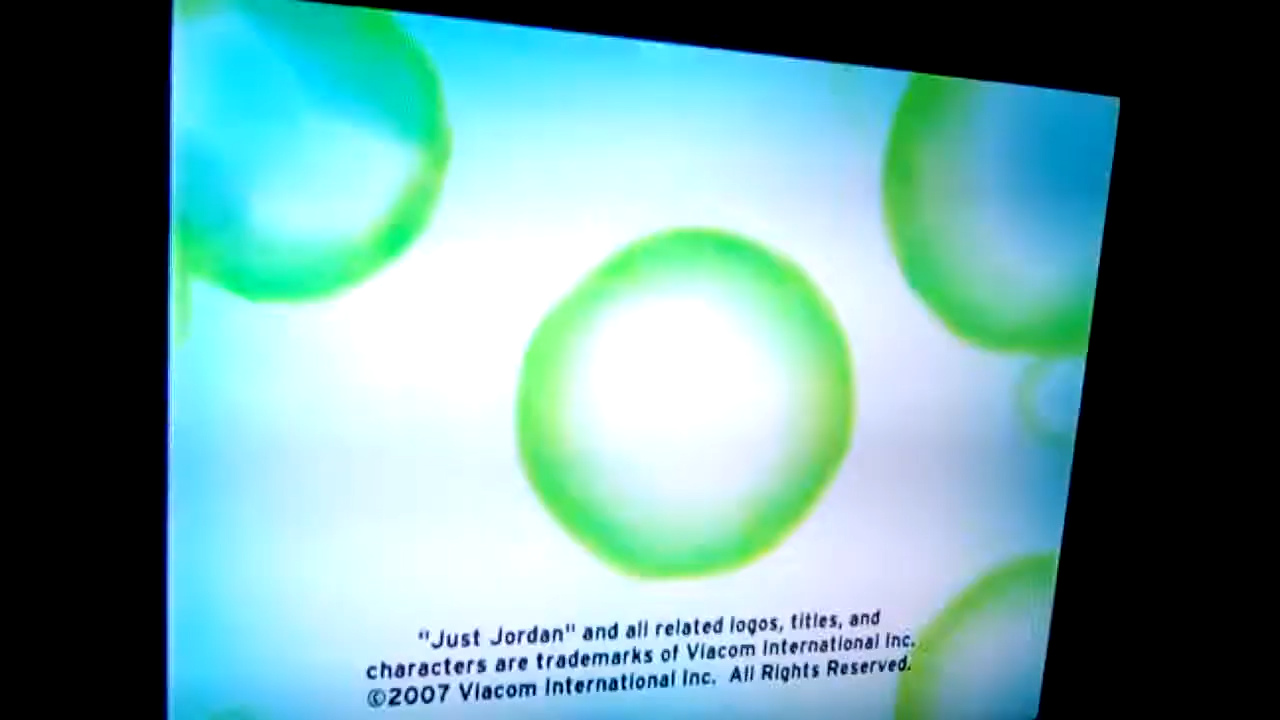 "Just Jordan" and all related logos, titles, and
characters are trademarks of Viacom International Inc.
©2007 Viacom International Inc. All Rights Reserved.